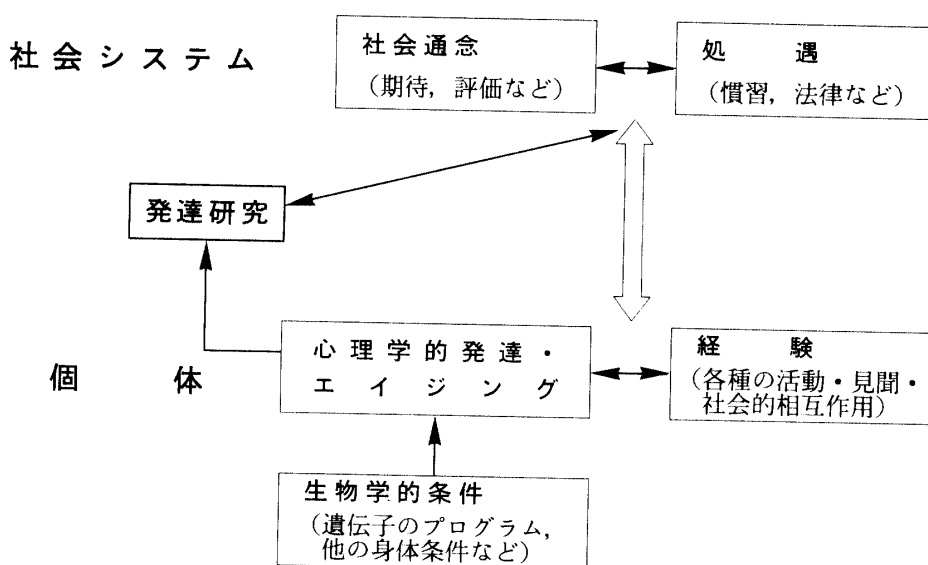 社会システム
社会通念
(期待，評価など)
処遇
(慣習，法律など)
発達研究
個体
心理学的発達・
エイジング
経験
(各種の活動・見聞・
社会的相互作用)
生物学的条件
(遺伝子のプログラム，
他の身体条件など)